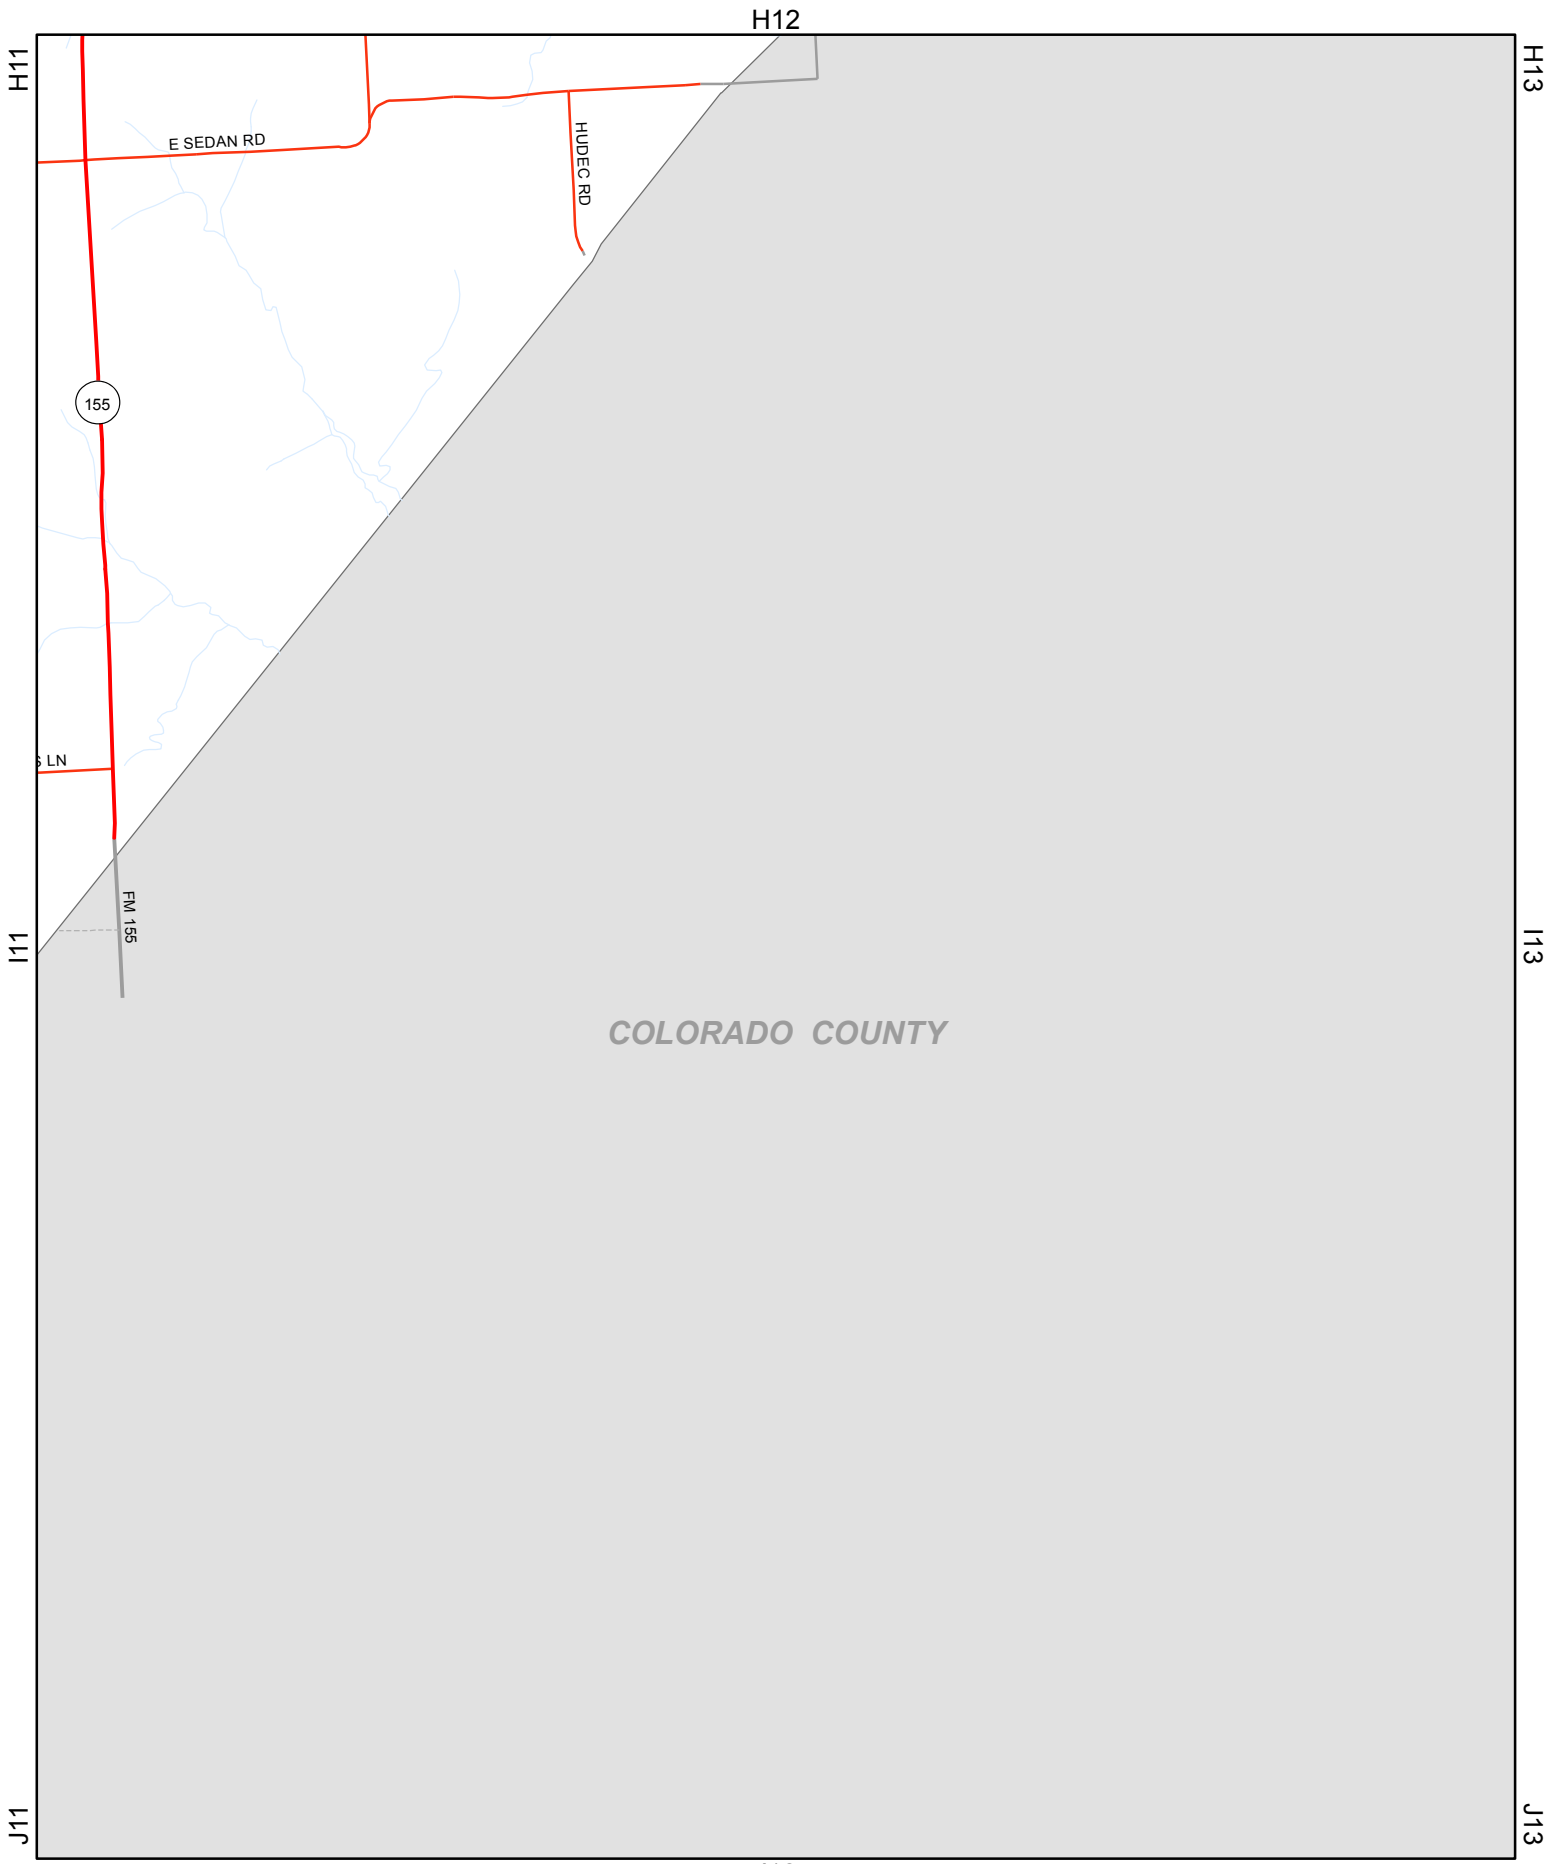 H12
H11
H13
E SEDAN RD
HUDEC RD
155
LN
FM 155
I11
I13
COLORADO COUNTY
J11
J13